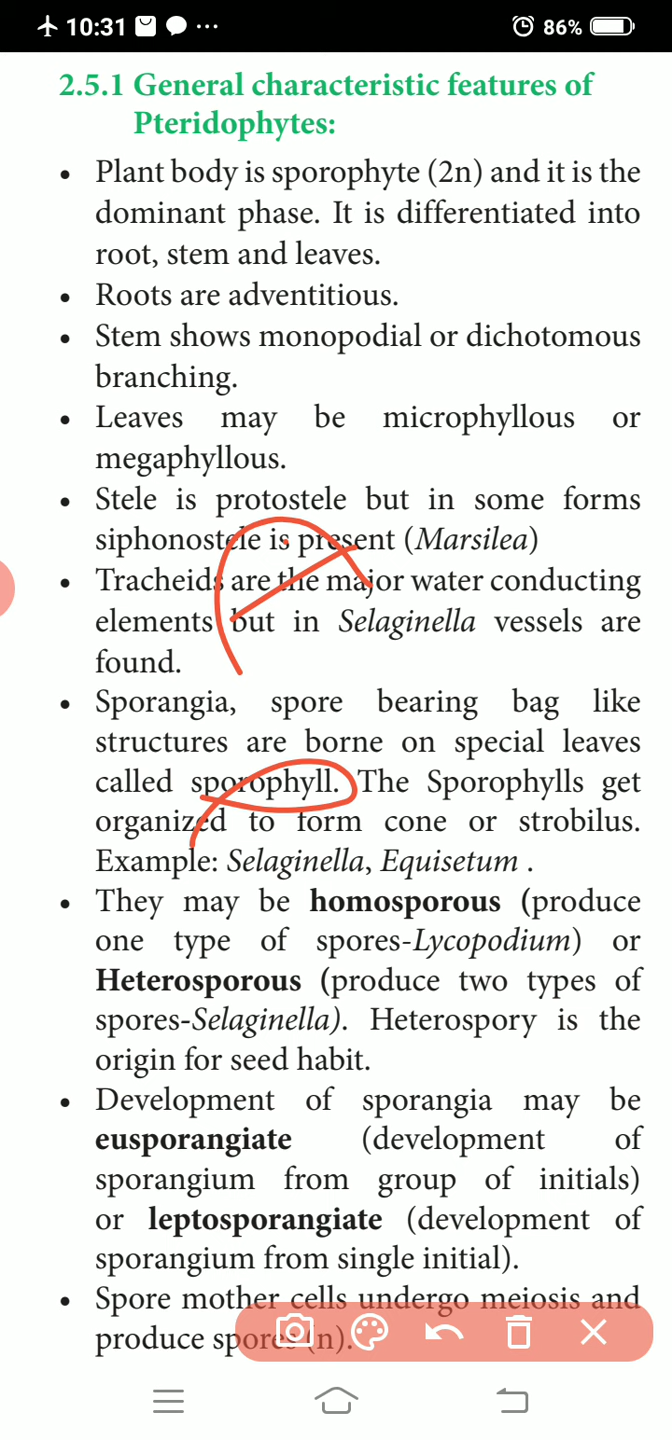 10:31
86%
2.5.1 General characteristic features of
Pteridophytes:
• Plant body is sporophyte (2n) and it is the
dominant phase. It is differentiated into
root, stem and leaves.
• Roots are adventitious.
• Stem shows monopodial or dichotomous
branching.
• Leaves may be microphyllous or
megaphyllous.
• Stele is protostele but in some forms
siphonostele is present (Marsilea)
• Tracheids are the major water conducting
elements but in Selaginella vessels are
found.
• Sporangia, spore bearing bag like
structures are borne on special leaves
called sporophyll. The Sporophylls get
organized to form cone or strobilus.
Example: Selaginella, Equisetum .
• They may be homosporous (produce
one type of spores-Lycopodium) or
Heterosporous (produce two types of
spores-Selaginella). Heterospory is the
origin for seed habit.
• Development of sporangia may be
eusporangiate (development of
sporangium from group of initials)
or leptosporangiate (development of
sporangium from single initial).
• Spore mother cells undergo meiosis and
produce spores (n).